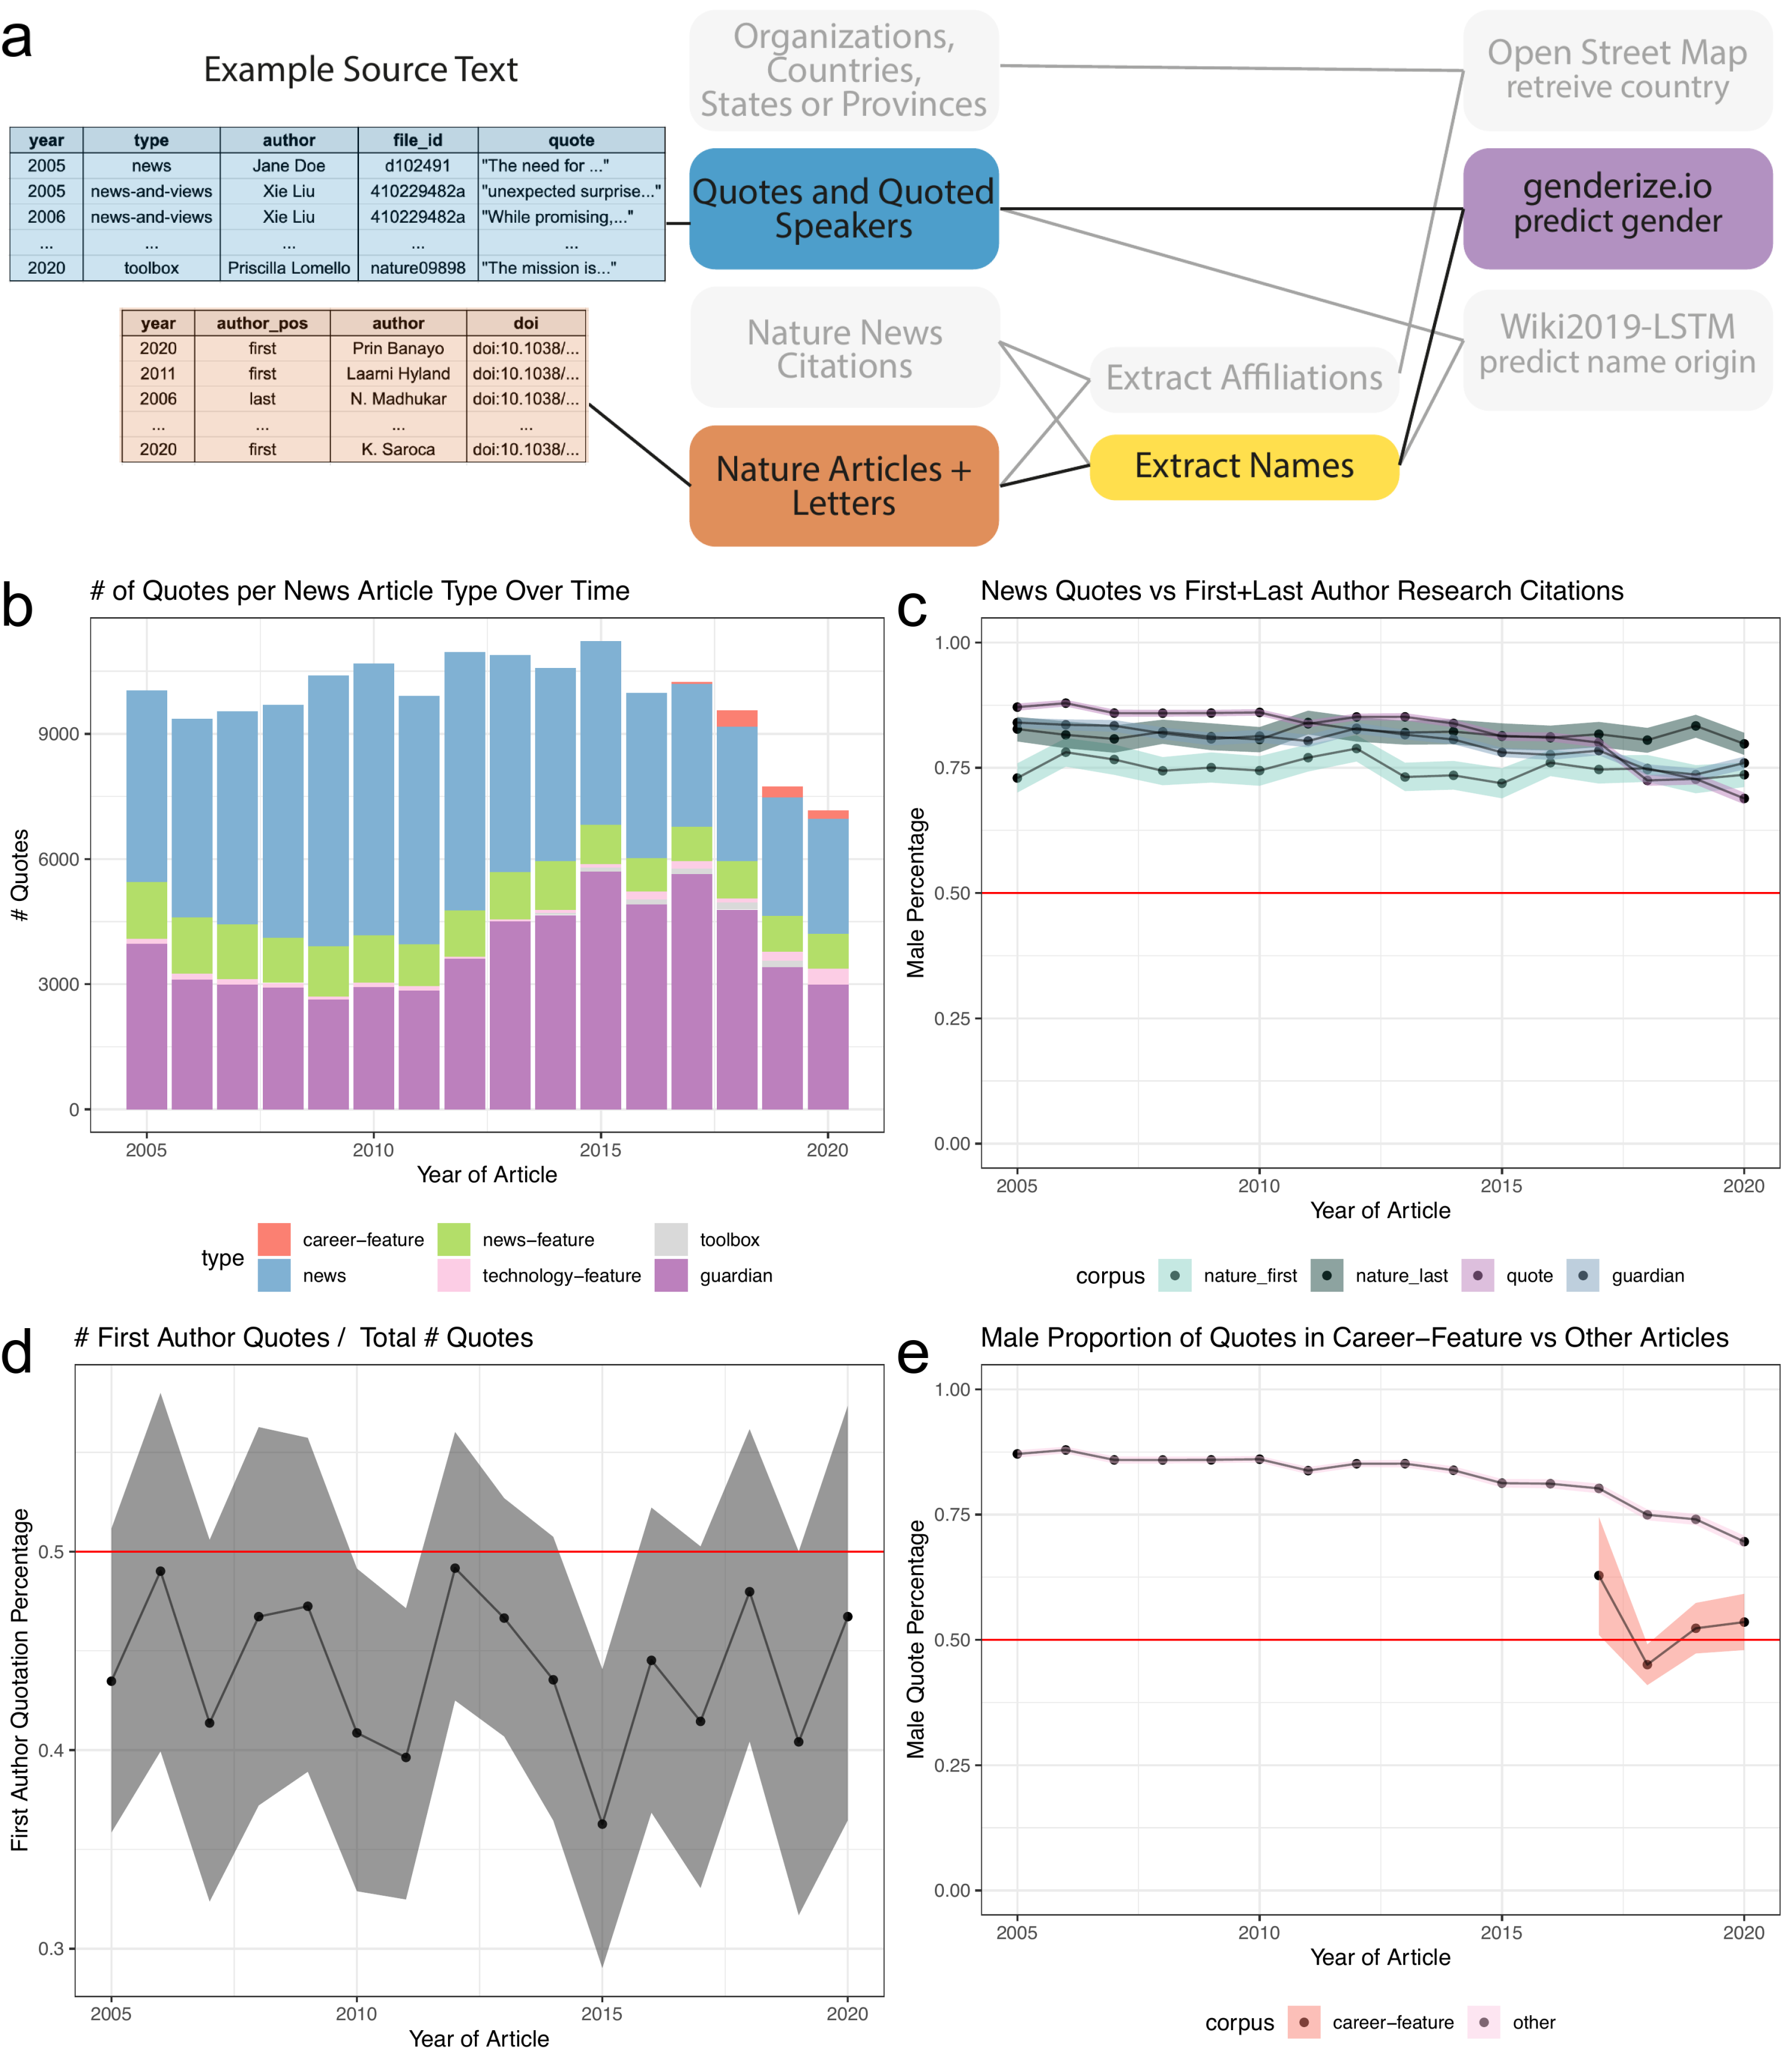 a
Example Source Text
year type author file_id quote
2005 news Jane Doe d102491 "The need for ..."
2005 news-and-views Xie Liu 410229482a "unexpected surprise..."
2006 news-and-views Xie Liu 410229482a "While promising,..."
... ... ... ... ...
2020 toolbox Priscilla Lomello nature09898 "The mission is..."
year author_pos author doi
2020 first Prin Banayo doi:10.1038/...
2011 first Laarni Hyland doi:10.1038/...
2006 last N. Madhukar doi:10.1038/...
... ... ... ...
2020 first K. Saroca doi:10.1038/...
Organizations,
Countries,
States or Provinces
Quotes and Quoted
Speakers
Nature News
Citations
Nature Articles +
Letters
Extract Affiliations
Extract Names
Open Street Map
retreive country
genderize.io
predict gender
Wiki2019-LSTM
predict name origin
b
# of Quotes per News Article Type Over Time
# Quotes
9000
6000
3000
0
2005 2010 2015 2020
Year of Article
type
career−feature news−feature toolbox
news technology−feature guardian
c
News Quotes vs First+Last Author Research Citations
Male Percentage
1.00
0.75
0.50
0.25
0.00
2005 2010 2015 2020
Year of Article
corpus nature_first nature_last quote guardian
d
# First Author Quotes / Total # Quotes
First Author Quotation Percentage
0.5
0.4
0.3
2005 2010 2015 2020
Year of Article
e
Male Proportion of Quotes in Career−Feature vs Other Articles
Male Quote Percentage
1.00
0.75
0.50
0.25
0.00
2005 2010 2015 2020
Year of Article
corpus career−feature other